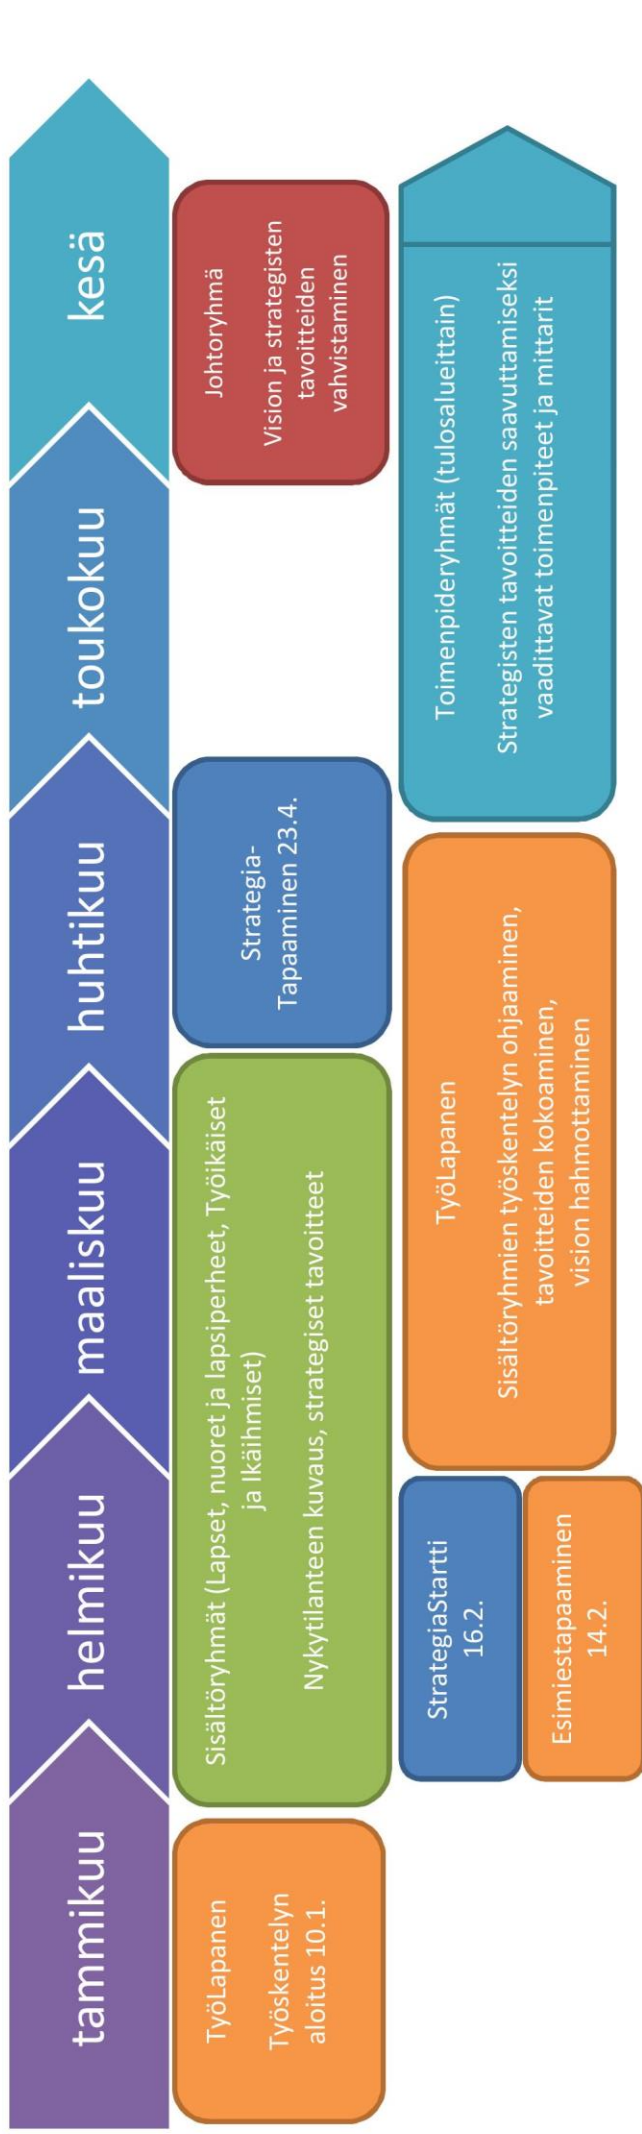 tammikuu
helmikuu
maaliskuu
huhtikuu
toukokuu
kesä
TyöLapanen
Työskentelyn
aloitus 10.1.
Sisältöryhmät (Lapset, nuoret ja lapsiperheet, Työikäiset
ja Ikäihmiset)
Nykytilanteen kuvaus, strategiset tavoitteet
Strategia-
Tapaaminen 23.4.
Johtoryhmä
Vision ja strategisten
tavoitteiden
vahvistaminen
StrategiaStartti
16.2.
Esimiestapaaminen
14.2.
TyöLapanen
Sisältöryhmien työskentelyn ohjaaminen,
tavoitteiden kokoaminen,
vision hahmottaminen
Toimenpideryhmät (tulosalueittain)
Strategisten tavoitteiden saavuttamiseksi
vaadittavat toimenpiteet ja mittarit